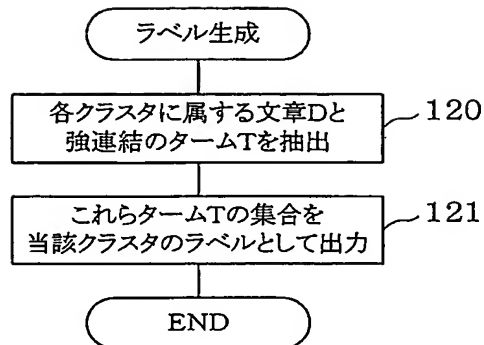 ラベル生成
各クラスタに属する文章Dと
強連結のタームTを抽出
120
これらタームTの集合を
当該クラスタのラベルとして出力
121
END